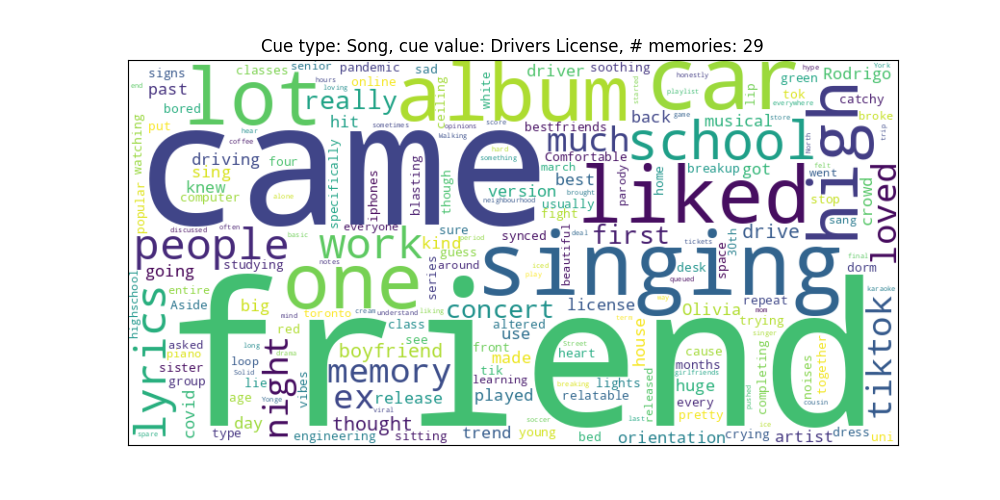 Cue type: Song, cue value: Drivers License, # memories: 29
signs
past
bored
put
lot
classes
senior
pandemic
hours
loving
online
sad
really
hit
ceiling
album
white
driver
soothing
car
lip
tok
green
hype
York
Rodrigo
catchy
broke
everywhere
honestly
playlist
started
end
popular
watching
hear
coffee
came
sometimes
opinions
Walking
score
bestfriends
much
Comfortable
back
school
musical
game
store
high
North
trip
driving
sing
knew
computer
four
alone
specifically
iphones
blasting
though
march
version
usually
best
hard
something
brought
neighbourhood
fight
liked
parody
home
breakup
got
went
felt
stop
sang
crowd
loved
people
discussed
often
going
studying
basic
everyone
work
sure
kind
guess
period
synced
series
around
notes
one
singing
beautiful
deal
first
tickets
space
30th
drive
iced
play
desk
queued
dorm
final
highschool
entire
Aside
big
toronto
cream
understand
liking
concert
license
Olivia
way
repeat
trying
karaoke
lyrics
mind
red
class
see
altered
use
term
Street
house
cause
singer
tiktok
asked
piano
sister
group
long
loop
Solid
drama
night
boyfriend
front
made
heart
months
mom
girlfriends
completing
noises
together
friend
lie
age
Yonge
vibes
memory
tik
learning
breaking
lights
relatable
released
huge
every
pretty
pushed
cousin
covid
day
ex
release
viral
played
thought
soccer
last
ice
spare
type
engineering
sitting
trend
young
bed
orientation
crying
artist
dress
uni